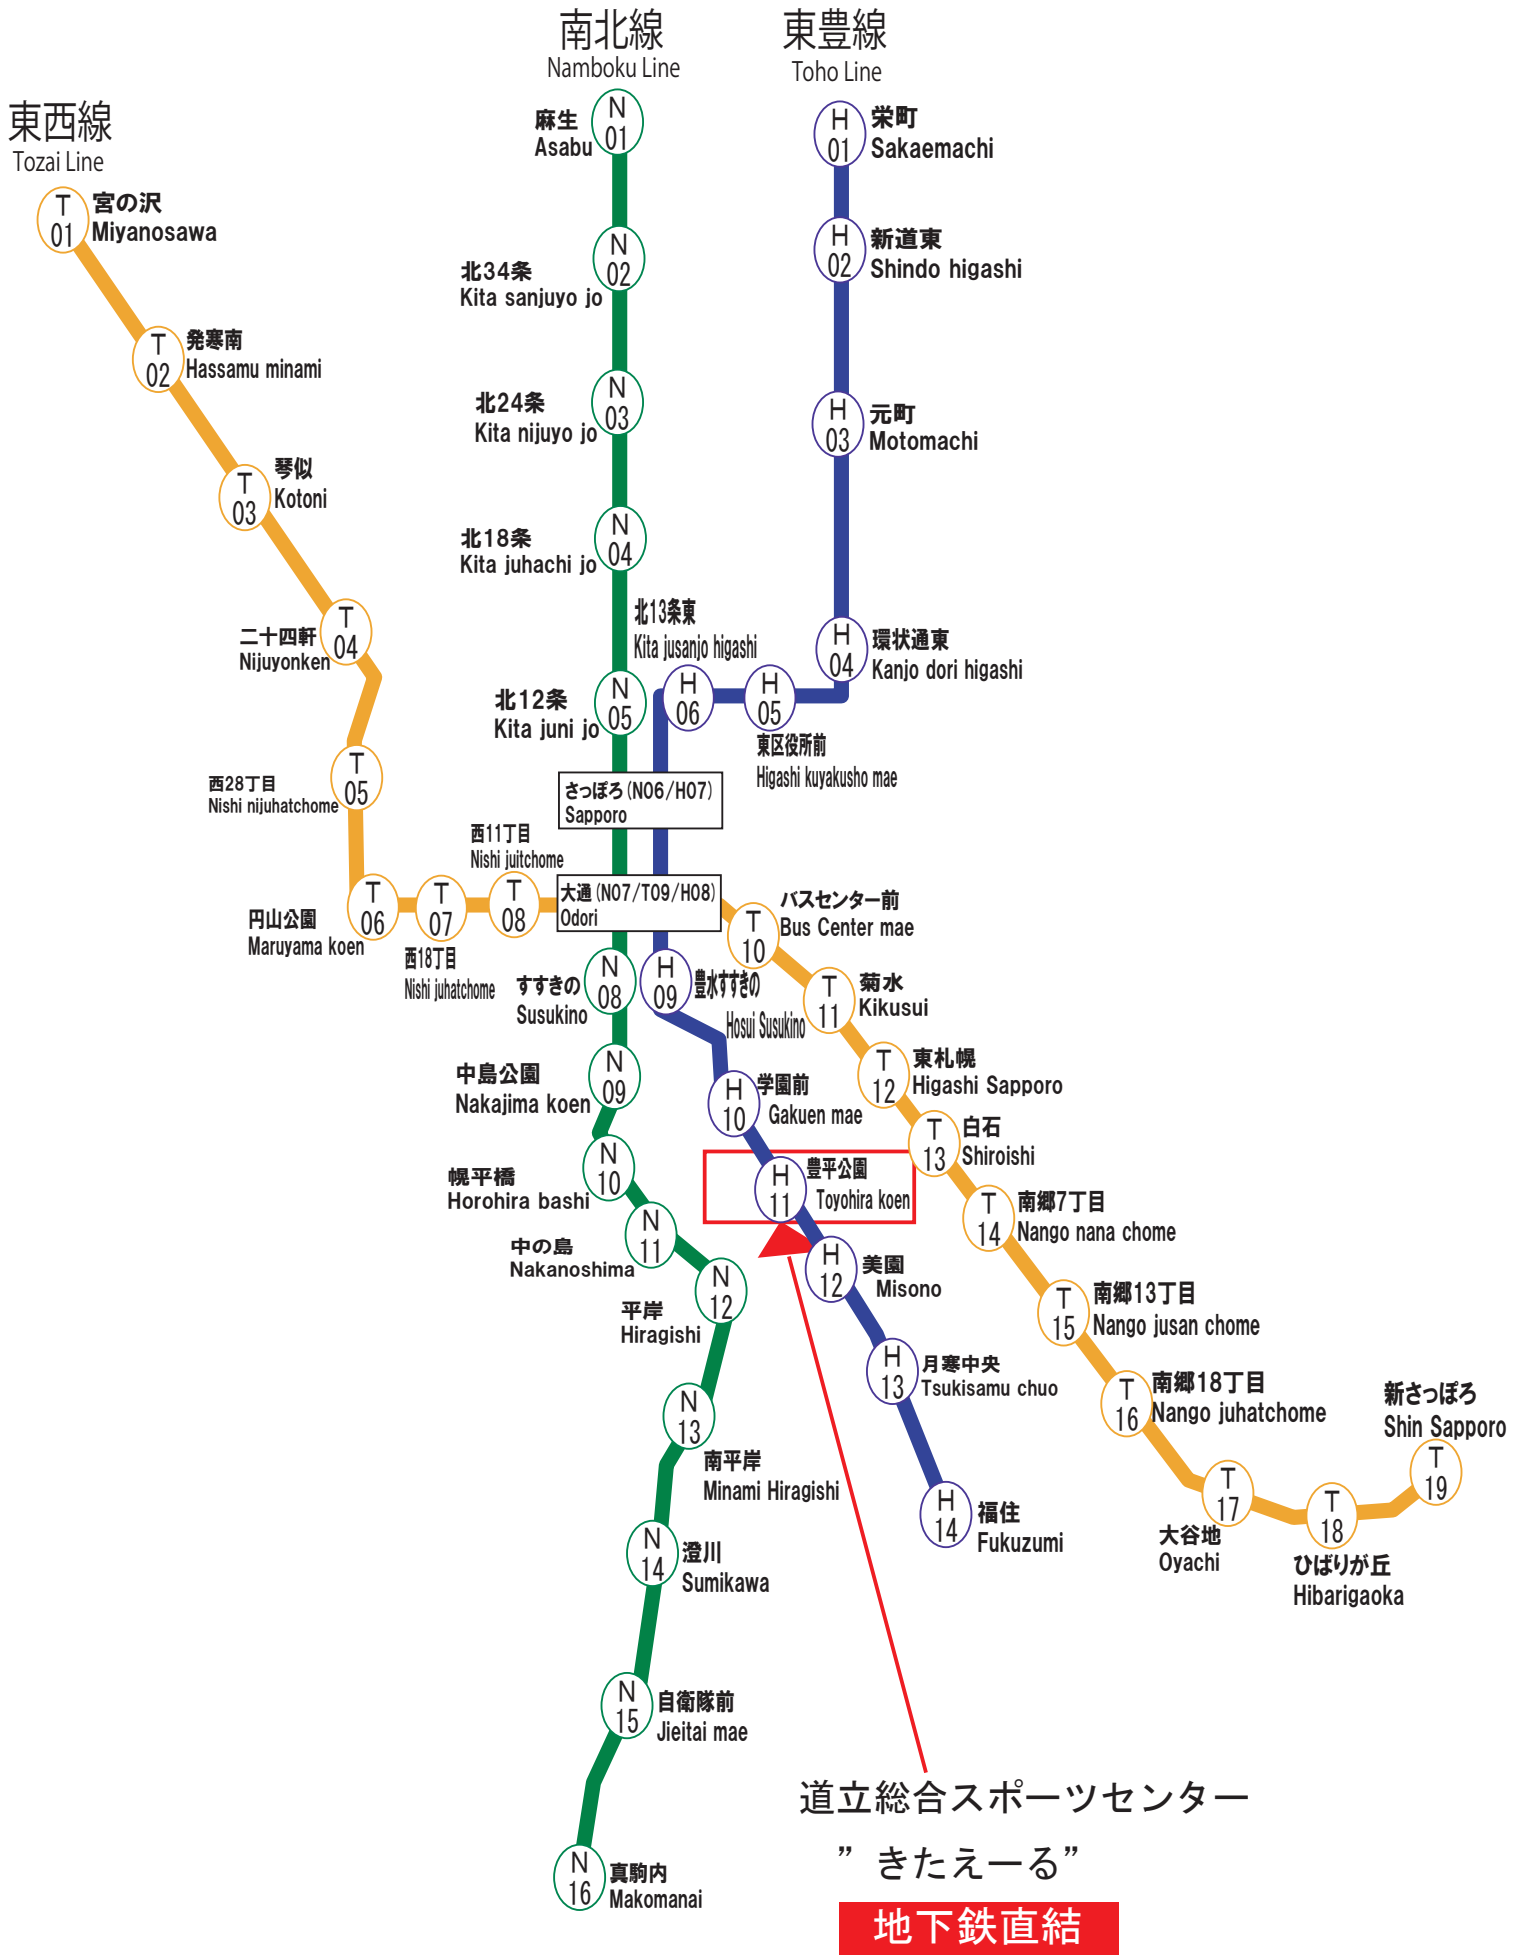 南北線
Namboku Line
東豊線
Toho Line
東西線
Tozai Line
T
01
宮の沢
Miyanosawa
T
02
発寒南
Hassamu minami
T
03
琴似
Kotoni
T
04
二十四軒
Nijuyonken
T
05
西28丁目
Nishi nijuhatchome
T
06
円山公園
Maruyama koen
T
07
西18丁目
Nishi juhatchome
T
08
西11丁目
Nishi juitchome
N
01
麻生
Asabu
N
02
北34条
Kita sanjuyo jo
N
03
北24条
Kita nijuyo jo
N
04
北18条
Kita juhachi jo
N
05
北12条
Kita juni jo
H
01
栄町
Sakaemachi
H
02
新道東
Shindo higashi
H
03
元町
Motomachi
H
04
環状通東
Kanjo dori higashi
H
05
東区役所前
Higashi kuyakusho mae
H
06
北13条東
Kita jusanjo higashi
さっぽろ(N06/H07)
Sapporo
大通(N07/T09/H08)
Odori
N
08
すすきの
Susukino
N
09
中島公園
Nakajima koen
N
10
幌平橋
Horohira bashi
N
11
中の島
Nakanoshima
N
12
平岸
Hiragishi
N
13
南平岸
Minami Hiragishi
N
14
澄川
Sumikawa
N
15
自衛隊前
Jieitai mae
N
16
真駒内
Makomanai
H
09
豊水すすきの
Hosui Susukino
H
10
学園前
Gakuen mae
H
11
豊平公園
Toyohira koen
H
12
美園
Misono
H
13
月寒中央
Tsukisamu chuo
H
14
福住
Fukuzumi
T
10
バスセンター前
Bus Center mae
T
11
菊水
Kikusui
T
12
東札幌
Higashi Sapporo
T
13
白石
Shiroishi
T
14
南郷7丁目
Nango nana chome
T
15
南郷13丁目
Nango jusan chome
T
16
南郷18丁目
Nango juhatchome
T
17
大谷地
Oyachi
T
18
ひばりが丘
Hibarigaoka
T
19
新さっぽろ
Shin Sapporo
道立総合スポーツセンター
”きたえーる”
地下鉄直結